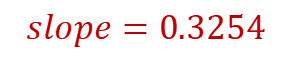 slope = 0.3254